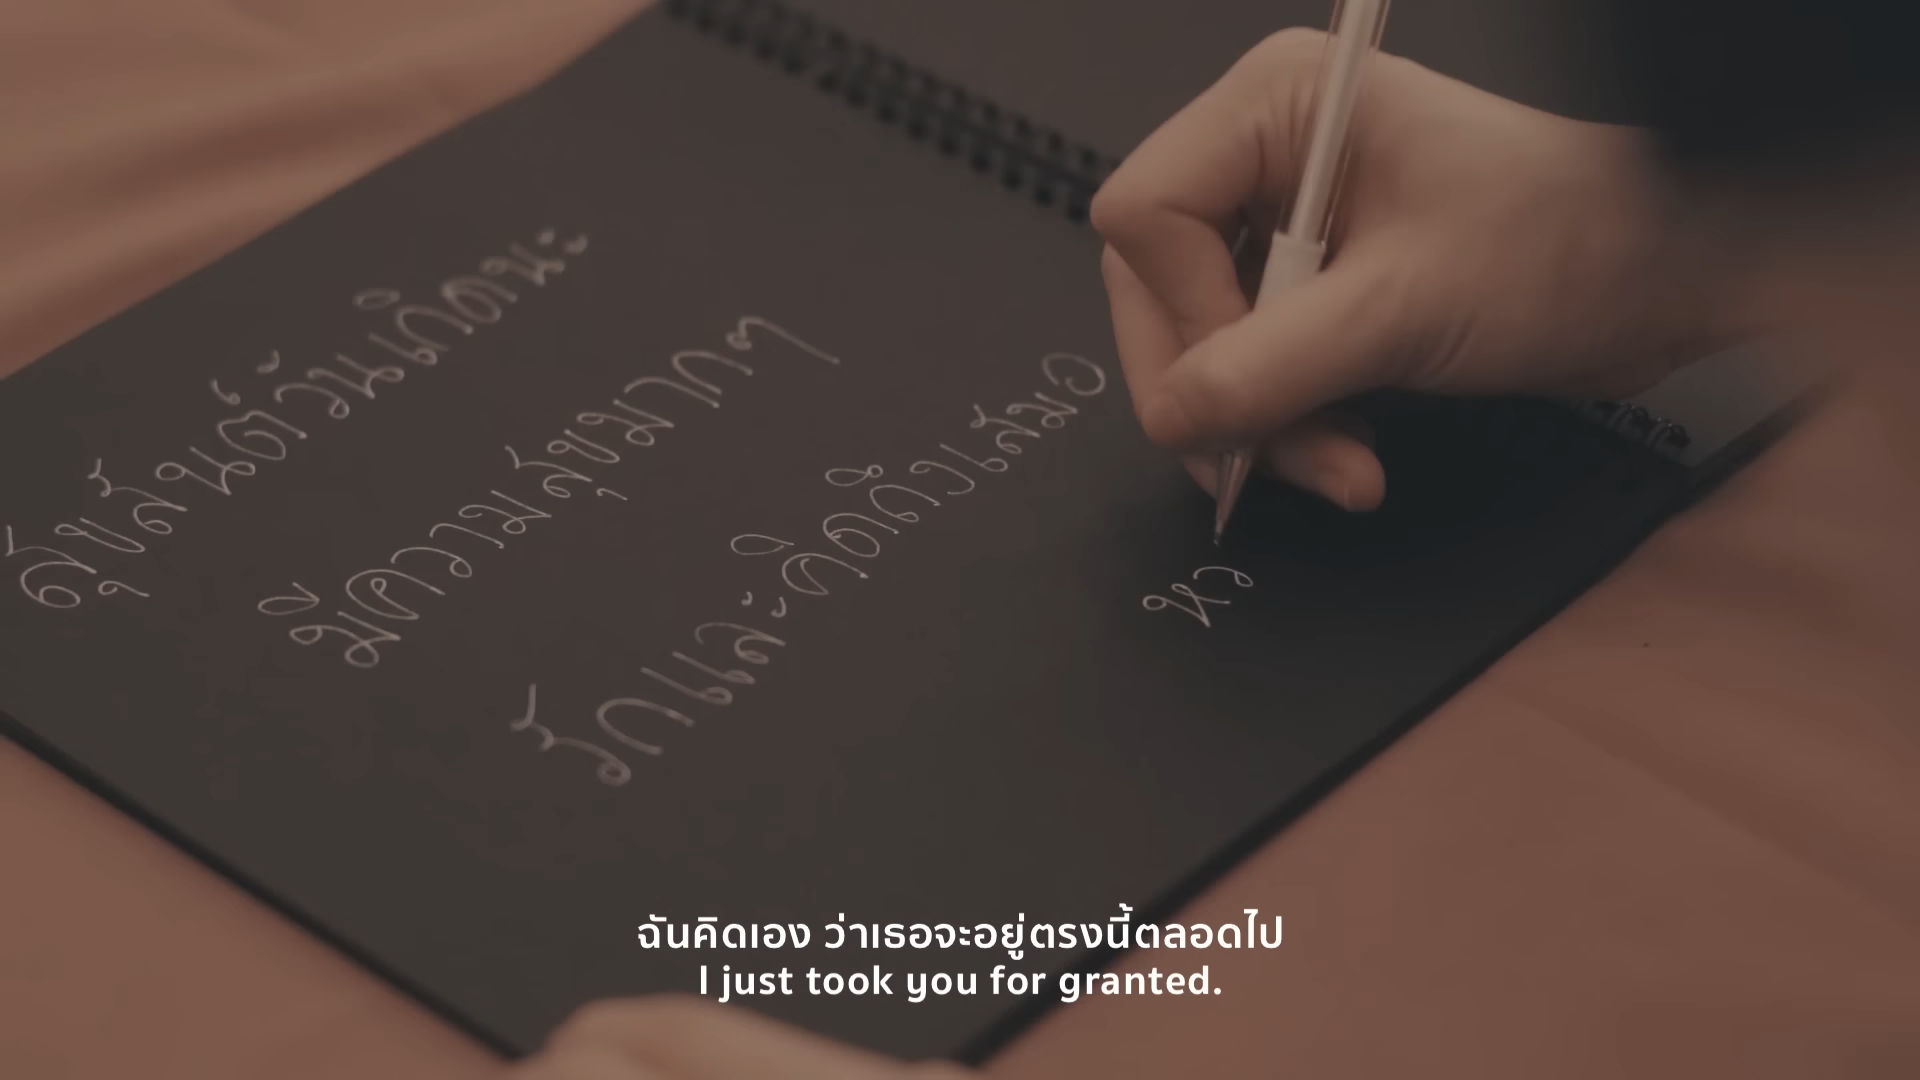 สุขสันต์วันเกิดนะ
มีความสุขมากๆ
รักและคิดถึงเสมอ
ฉันคิดเอง ว่าเธอจะอยู่ตรงนี้ตลอดไป
I just took you for granted.